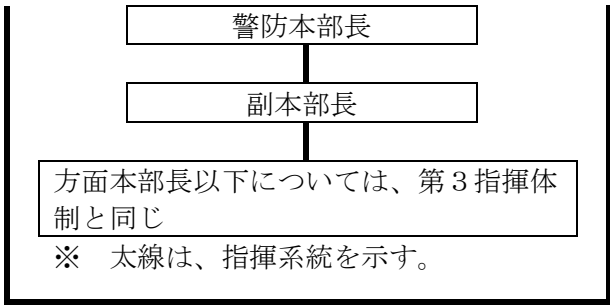 警防本部長
副本部長
方面本部長以下については、第３指揮体
制と同じ
※　太線は、指揮系統を示す。